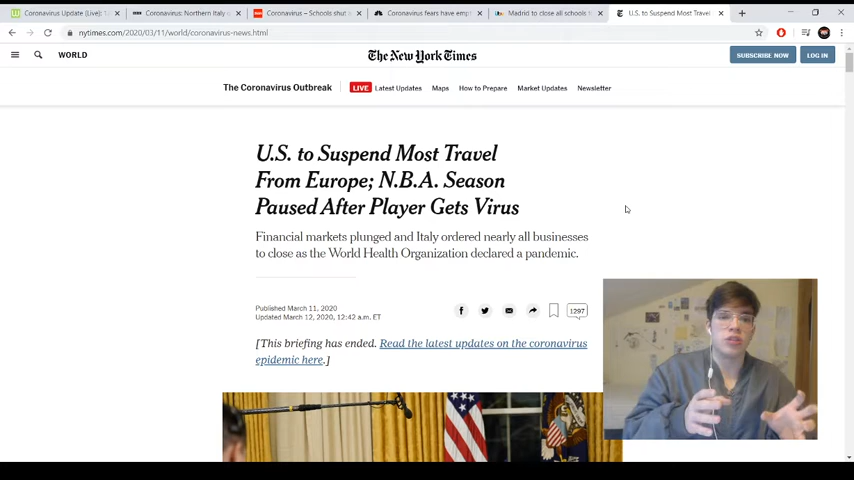 Coronavirus Update (Live): 1
Coronavirus: Northern Italy
Coronavirus – Schools shut
Coronavirus fears have emp
Madrid to close all schools
U.S. to Suspend Most Travel
nytimes.com/2020/03/11/world/coronavirus-news.html
WORLD
The New York Times
SUBSCRIBE NOW
LOG IN
The Coronavirus Outbreak
LIVE Latest Updates
Maps
How to Prepare
Market Updates
Newsletter
U.S. to Suspend Most Travel
From Europe; N.B.A. Season
Paused After Player Gets Virus
Financial markets plunged and Italy ordered nearly all businesses
to close as the World Health Organization declared a pandemic.
Published March 11, 2020
Updated March 12, 2020, 12:42 a.m. ET
1297
[This briefing has ended. Read the latest updates on the coronavirus
epidemic here.]